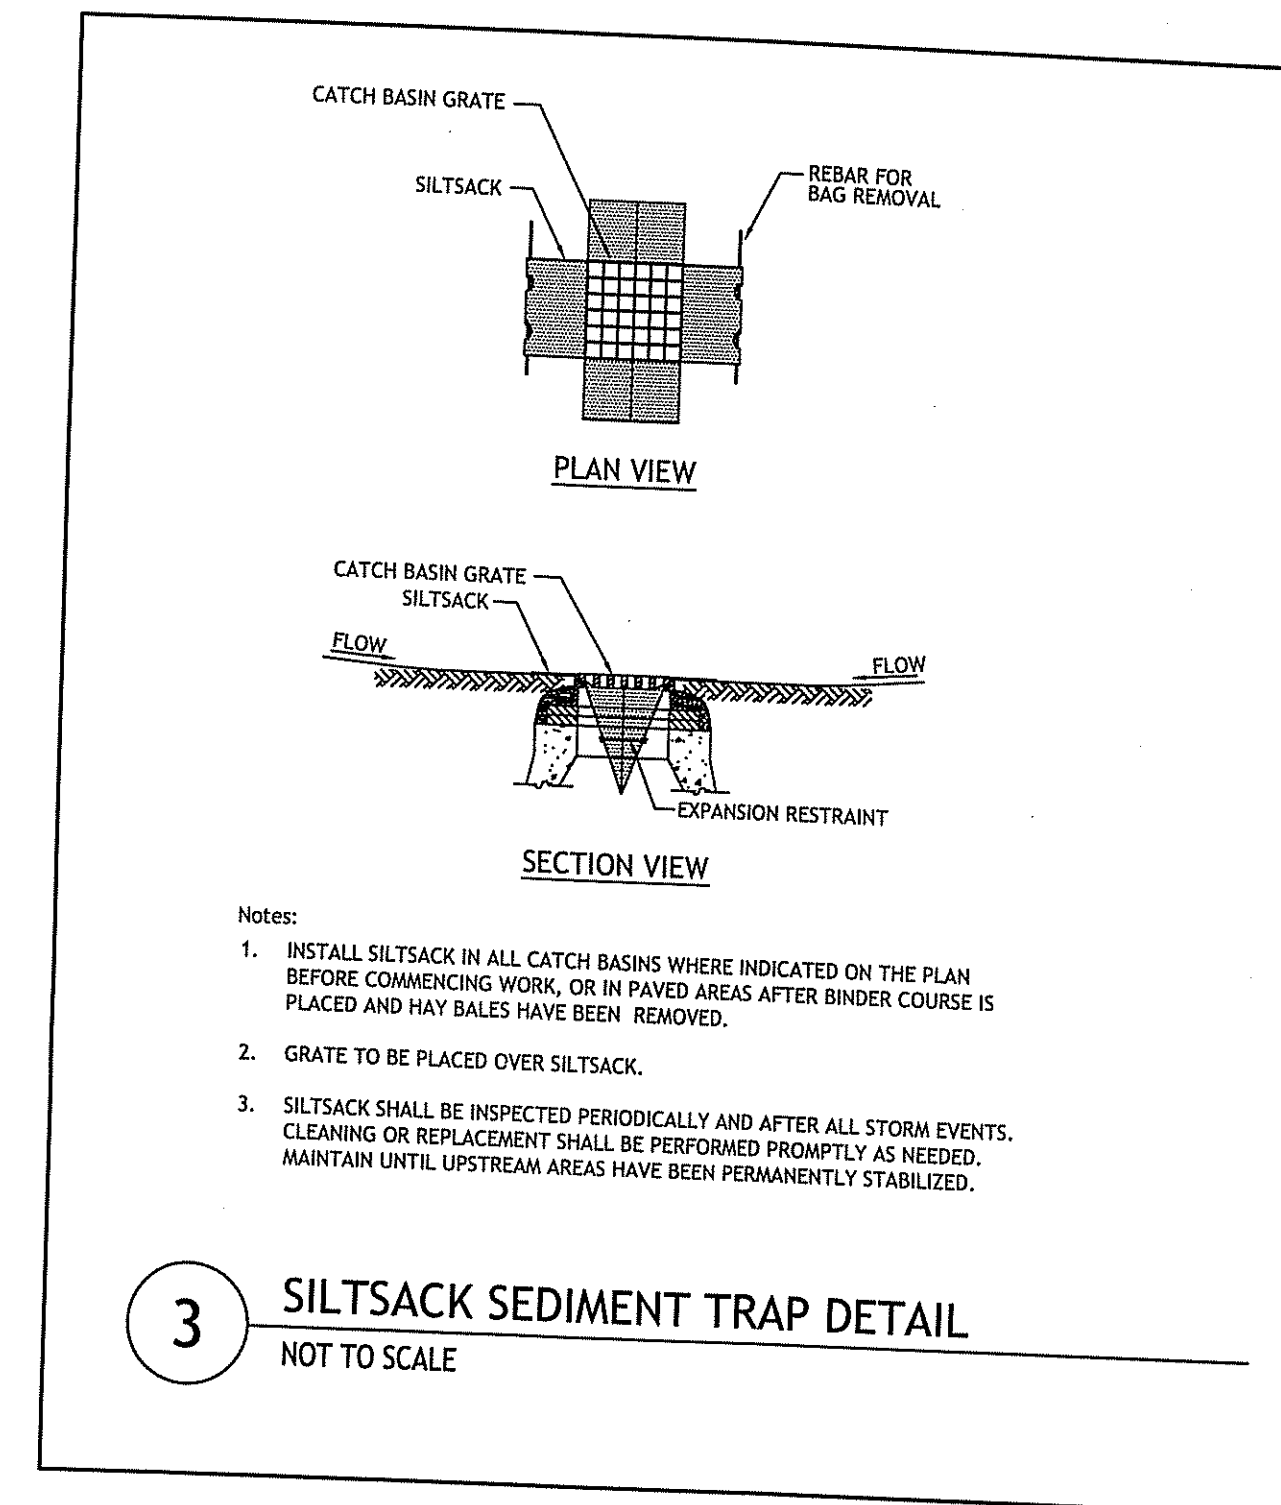 CATCH BASIN GRATE
SILTSACK
REBAR FOR
BAG REMOVAL
PLAN VIEW
CATCH BASIN GRATE
SILTSACK
FLOW
FLOW
EXPANSION RESTRAINT
SECTION VIEW
Notes:
1. INSTALL SILTSACK IN ALL CATCH BASINS WHERE INDICATED ON THE PLAN
BEFORE COMMENCING WORK, OR IN PAVED AREAS AFTER BINDER COURSE IS
PLACED AND HAY BALES HAVE BEEN REMOVED.
2. GRATE TO BE PLACED OVER SILTSACK.
3. SILTSACK SHALL BE INSPECTED PERIODICALLY AND AFTER ALL STORM EVENTS.
CLEANING OR REPLACEMENT SHALL BE PERFORMED PROMPTLY AS NEEDED.
MAINTAIN UNTIL UPSTREAM AREAS HAVE BEEN PERMANENTLY STABILIZED.
3
SILTSACK SEDIMENT TRAP DETAIL
NOT TO SCALE